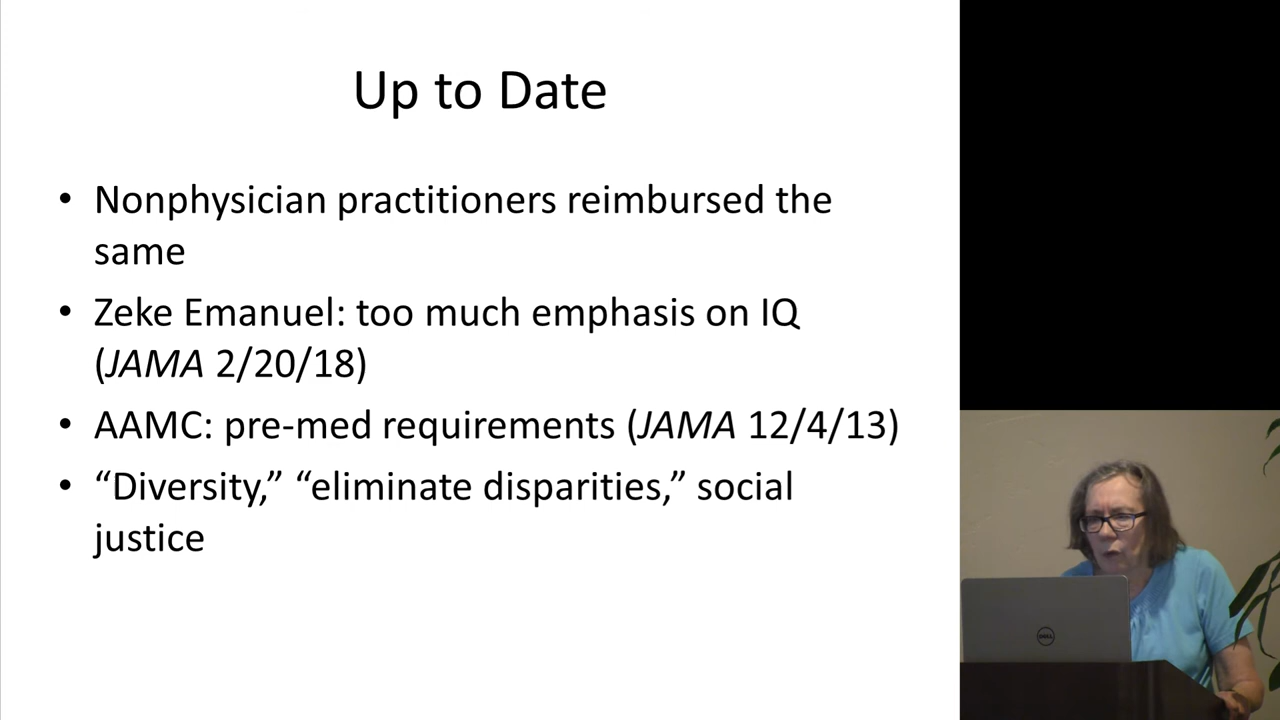 Up to Date
• Nonphysician practitioners reimbursed the
same
• Zeke Emanuel: too much emphasis on IQ
(JAMA 2/20/18)
• AAMC: pre-med requirements (JAMA 12/4/13)
• “Diversity,” “eliminate disparities,” social
justice
DELL